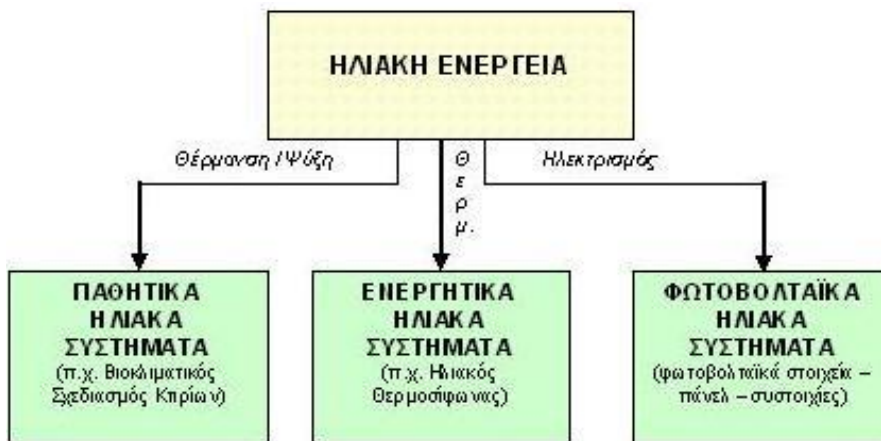 ΗΛΙΑΚΗ ΕΝΕΡΓΕΙΑ
Θέρμανση / Ψύξη
Θερμ.
Ηλεκτρισμός
ΠΑΘΗΤΙΚΑ
ΗΛΙΑΚΑ
ΣΥΣΤΗΜΑΤΑ
(π.χ. Βιοκλιματικός
Σχεδιασμός Κτιρίων)
ΕΝΕΡΓΗΤΙΚΑ
ΗΛΙΑΚΑ
ΣΥΣΤΗΜΑΤΑ
(π.χ. Ηλιακός
Θερμοσίφωνας)
ΦΩΤΟΒΟΛΤΑΪΚΑ
ΗΛΙΑΚΑ
ΣΥΣΤΗΜΑΤΑ
(φωτοβολταϊκά στοιχεία –
πάνελ – συστοιχίες)